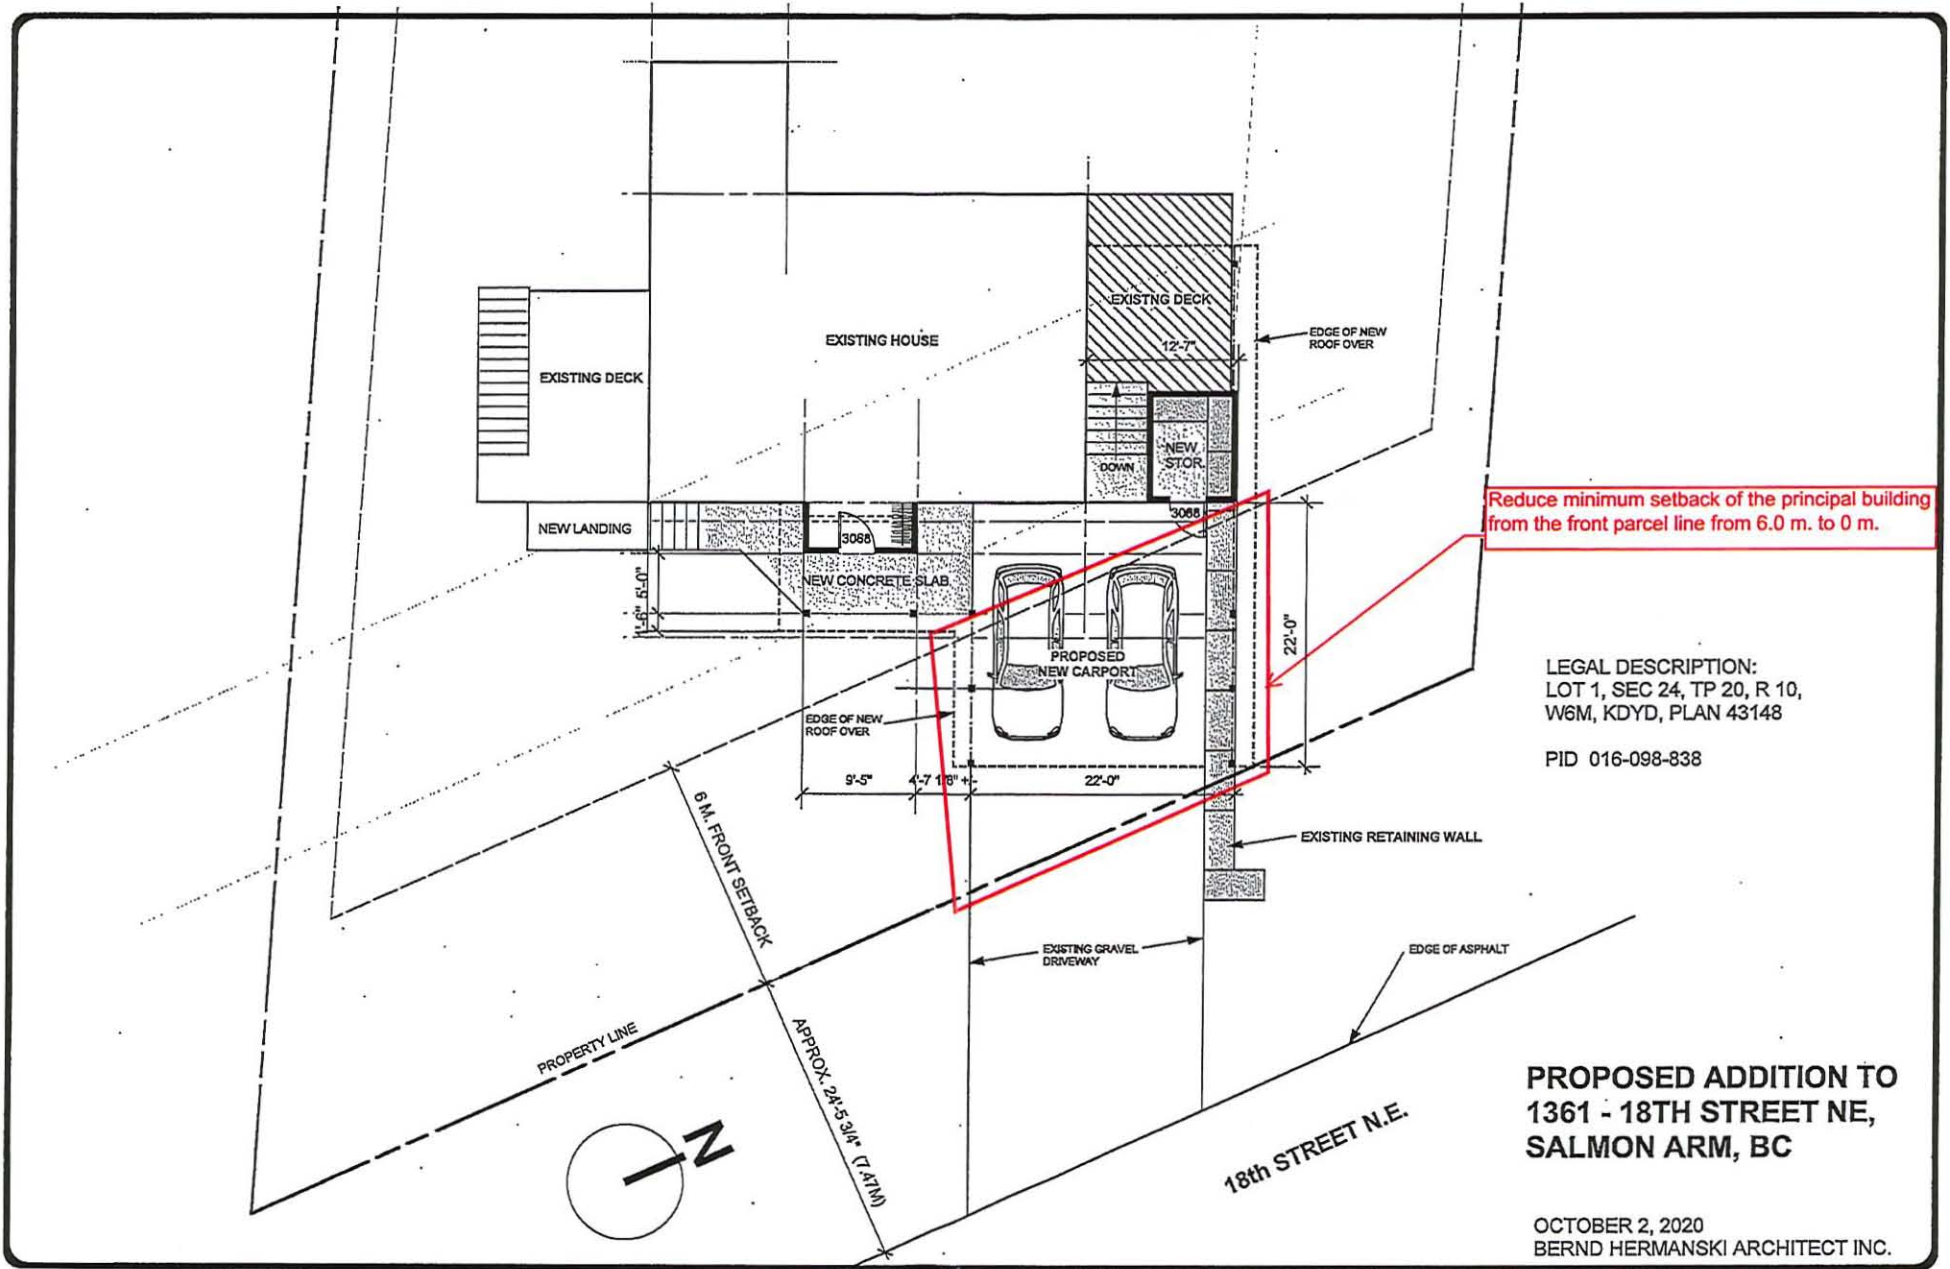 EXISTNG DECK
EDGE OF NEW
ROOF OVER
EXISTING HOUSE
12'-7"
EXISTING DECK
NEW
STOR.
DOWN
Reduce minimum setback of the principal building
from the front parcel line from 6.0 m. to 0 m.
3068
NEW LANDING
3068
NEW CONCRETE SLAB
5'-0"
1'-6"
22'-0"
PROPOSED
NEW CARPORT
LEGAL DESCRIPTION:
LOT 1, SEC 24, TP 20, R 10,
W6M, KDYD, PLAN 43148
PID 016-098-838
EDGE OF NEW
ROOF OVER
9'-5"
4'-7 1/8" +-
22'-0"
6 M. FRONT SETBACK
EXISTING RETAINING WALL
EXISTING GRAVEL
DRIVEWAY
EDGE OF ASPHALT
PROPERTY LINE
APPROX. 24'-5 3/4" (7.47M)
N
18th STREET N.E.
PROPOSED ADDITION TO
1361 - 18TH STREET NE,
SALMON ARM, BC
OCTOBER 2, 2020
BERND HERMANSKI ARCHITECT INC.